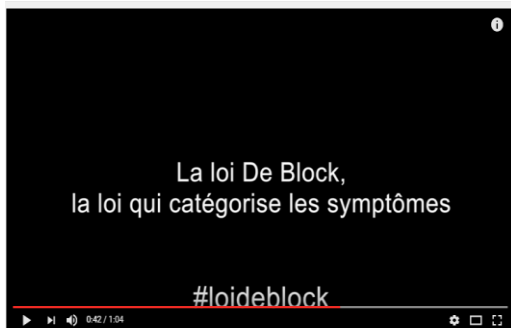 La loi De Block,
la loi qui catégorise les symptômes
#loideblock
0:42 / 1:04